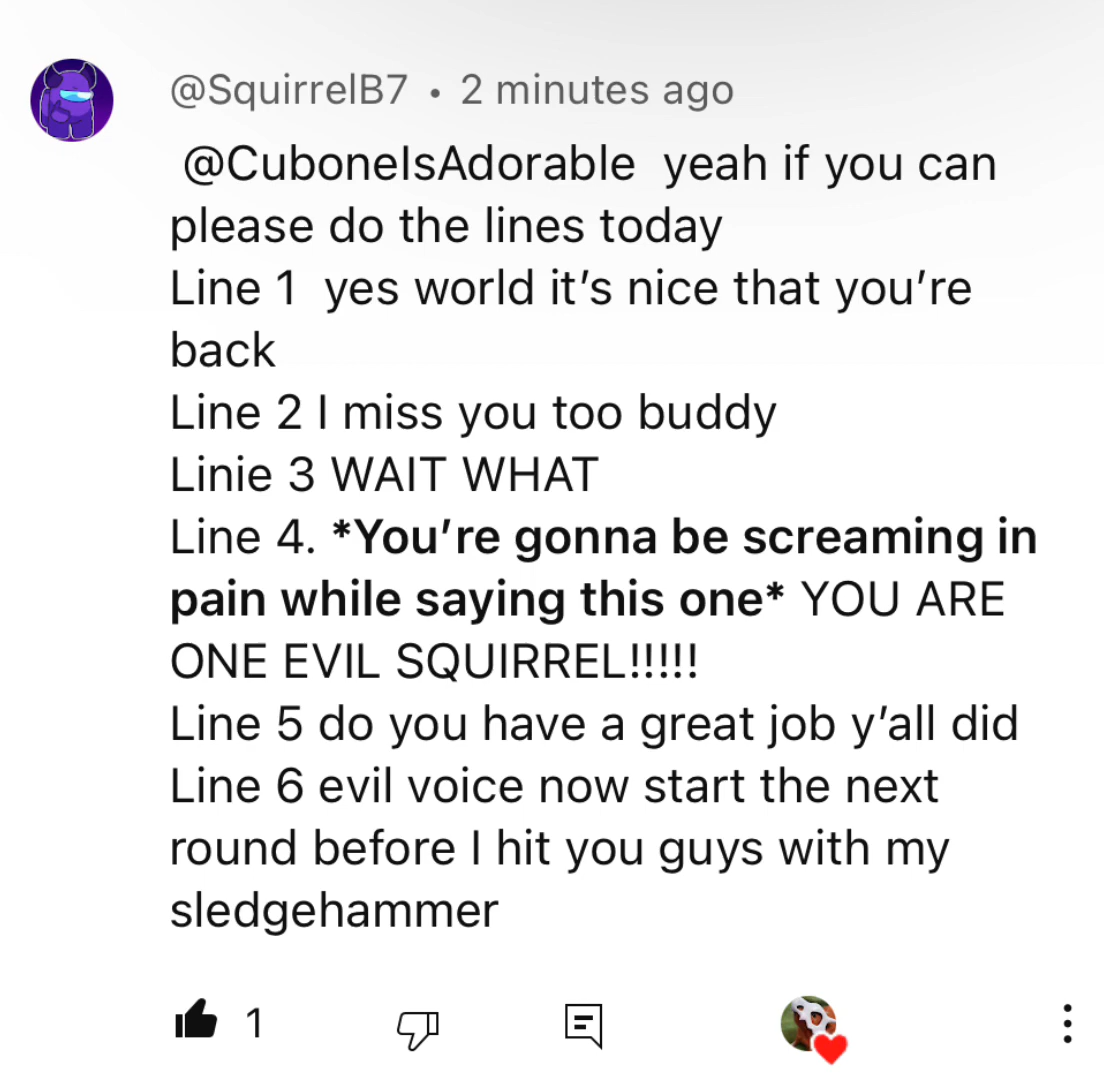 @SquirrelB7 • 2 minutes ago
@CuboneIsAdorable yeah if you can
please do the lines today
Line 1 yes world it’s nice that you’re
back
Line 2 I miss you too buddy
Linie 3 WAIT WHAT
Line 4. *You’re gonna be screaming in
pain while saying this one* YOU ARE
ONE EVIL SQUIRREL!!!!!
Line 5 do you have a great job y’all did
Line 6 evil voice now start the next
round before I hit you guys with my
sledgehammer
1